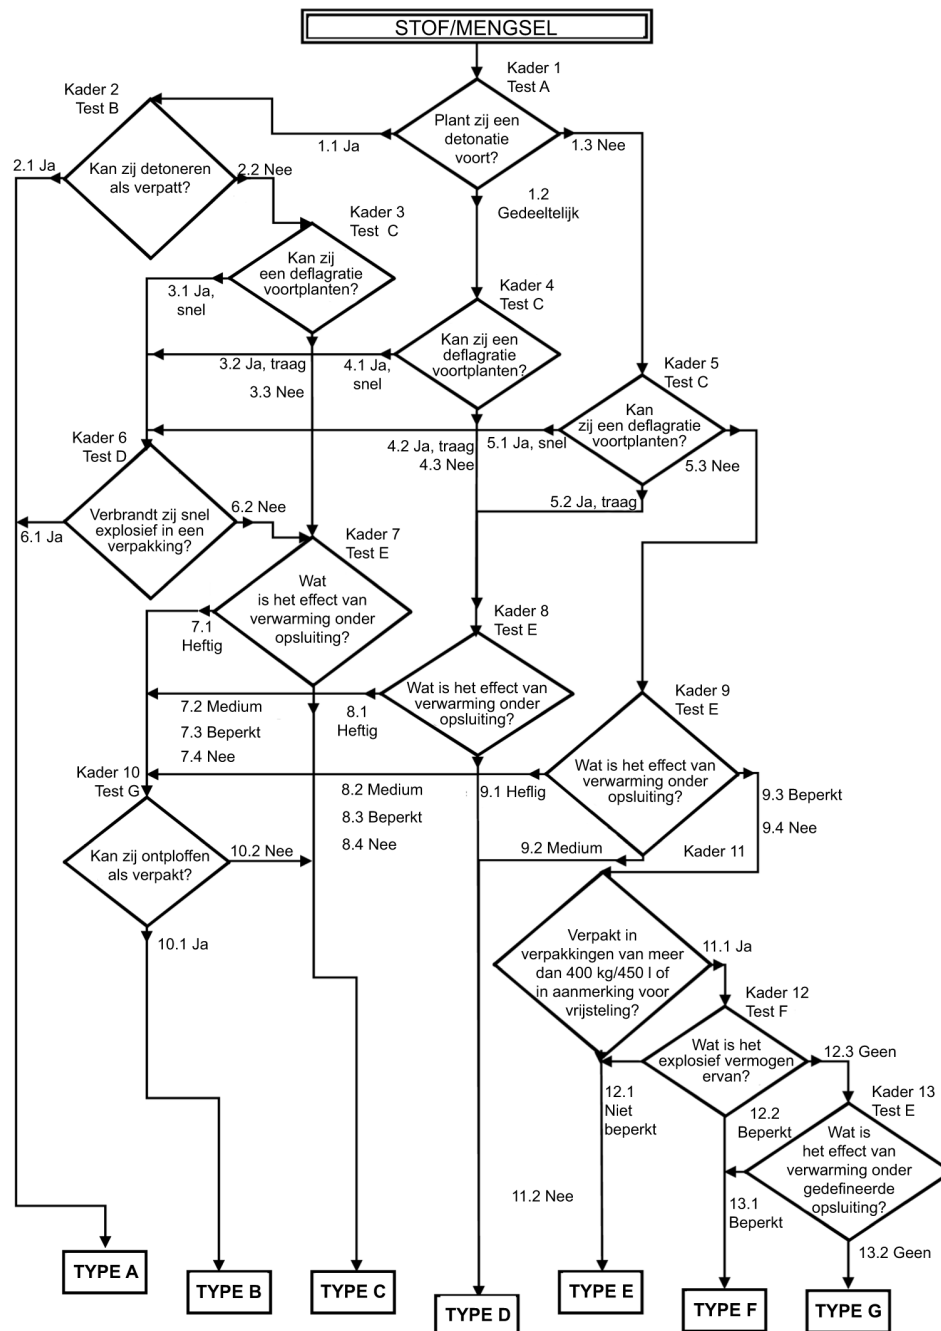 STOF/MENGSEL
Kader 1
Test A
Plant zij een
detonatie
voort?
1.1 Ja
1.3 Nee
1.2
Gedeeltelijk
Kader 2
Test B
Kan zij detoneren
als verpatt?
2.1 Ja
2.2 Nee
Kader 3
Test C
Kan zij
een deflagratie
voortplanten?
3.1 Ja,
snel
3.2 Ja, traag
3.3 Nee
Kader 4
Test C
Kan zij een
deflagratie
voortplanten?
4.1 Ja,
snel
4.2 Ja, traag
4.3 Nee
Kader 5
Test C
Kan
zij een deflagratie
voortplanten?
5.1 Ja, snel
5.3 Nee
5.2 Ja, traag
Kader 6
Test D
Verbrandt zij snel
explosief in een
verpakking?
6.1 Ja
6.2 Nee
Kader 7
Test E
Wat
is het effect van
verwarming onder
opsluiting?
7.1
Heftig
7.2 Medium
7.3 Beperkt
7.4 Nee
Kader 8
Test E
Wat is het effect van
verwarming onder
opsluiting?
8.1
Heftig
8.2 Medium
8.3 Beperkt
8.4 Nee
Kader 9
Test E
Wat is het effect van
verwarming onder
opsluiting?
9.1 Heflig
9.2 Medium
9.3 Beperkt
9.4 Nee
Kader 10
Test G
Kan zij ontploffen
als verpakt?
10.2 Nee
10.1 Ja
Kader 11
Verpakt in
verpakkingen van meer
dan 400 kg/450 l of
in aanmerking voor
vrijsteling?
11.1 Ja
11.2 Nee
Kader 12
Test F
Wat is het
explosief vermogen
ervan?
12.1
Niet
beperkt
12.2
Beperkt
12.3 Geen
Kader 13
Test E
Wat is
het effect van
verwarming onder
gedefineerde
opsluiting?
13.1
Beperkt
13.2 Geen
TYPE A
TYPE B
TYPE C
TYPE D
TYPE E
TYPE F
TYPE G